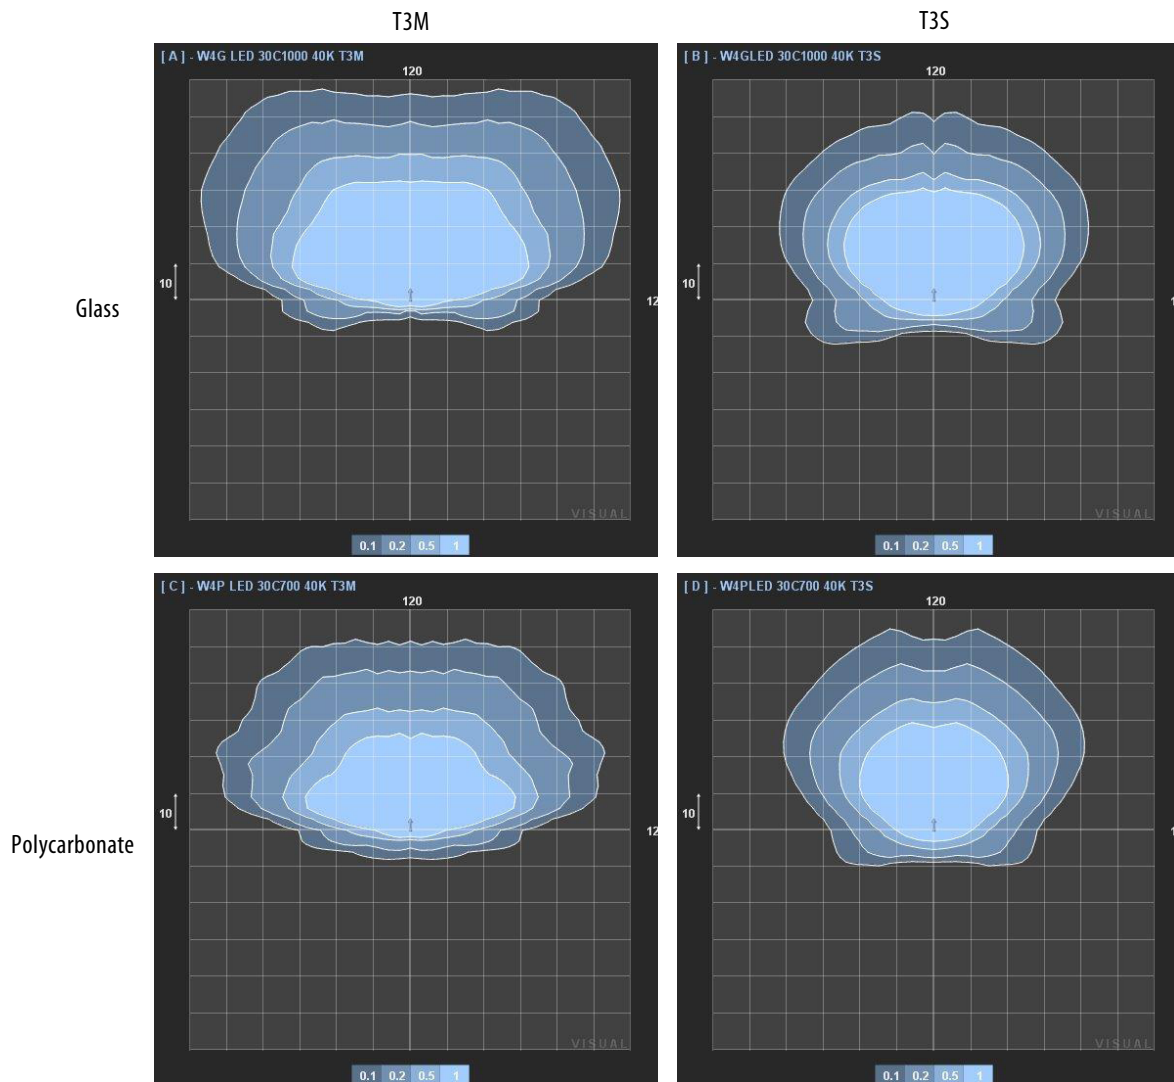 T3M
T3S
[ A ] - W4G LED 30C1000 40K T3M
120
10
12
VISUAL
0.1 0.2 0.5 1
[ B ] - W4GLED 30C1000 40K T3S
120
10
1
VISUAL
0.1 0.2 0.5 1
Glass
[ C ] - W4P LED 30C700 40K T3M
120
10
12
VISUAL
0.1 0.2 0.5 1
[ D ] - W4PLED 30C700 40K T3S
120
10
1
VISUAL
0.1 0.2 0.5 1
Polycarbonate